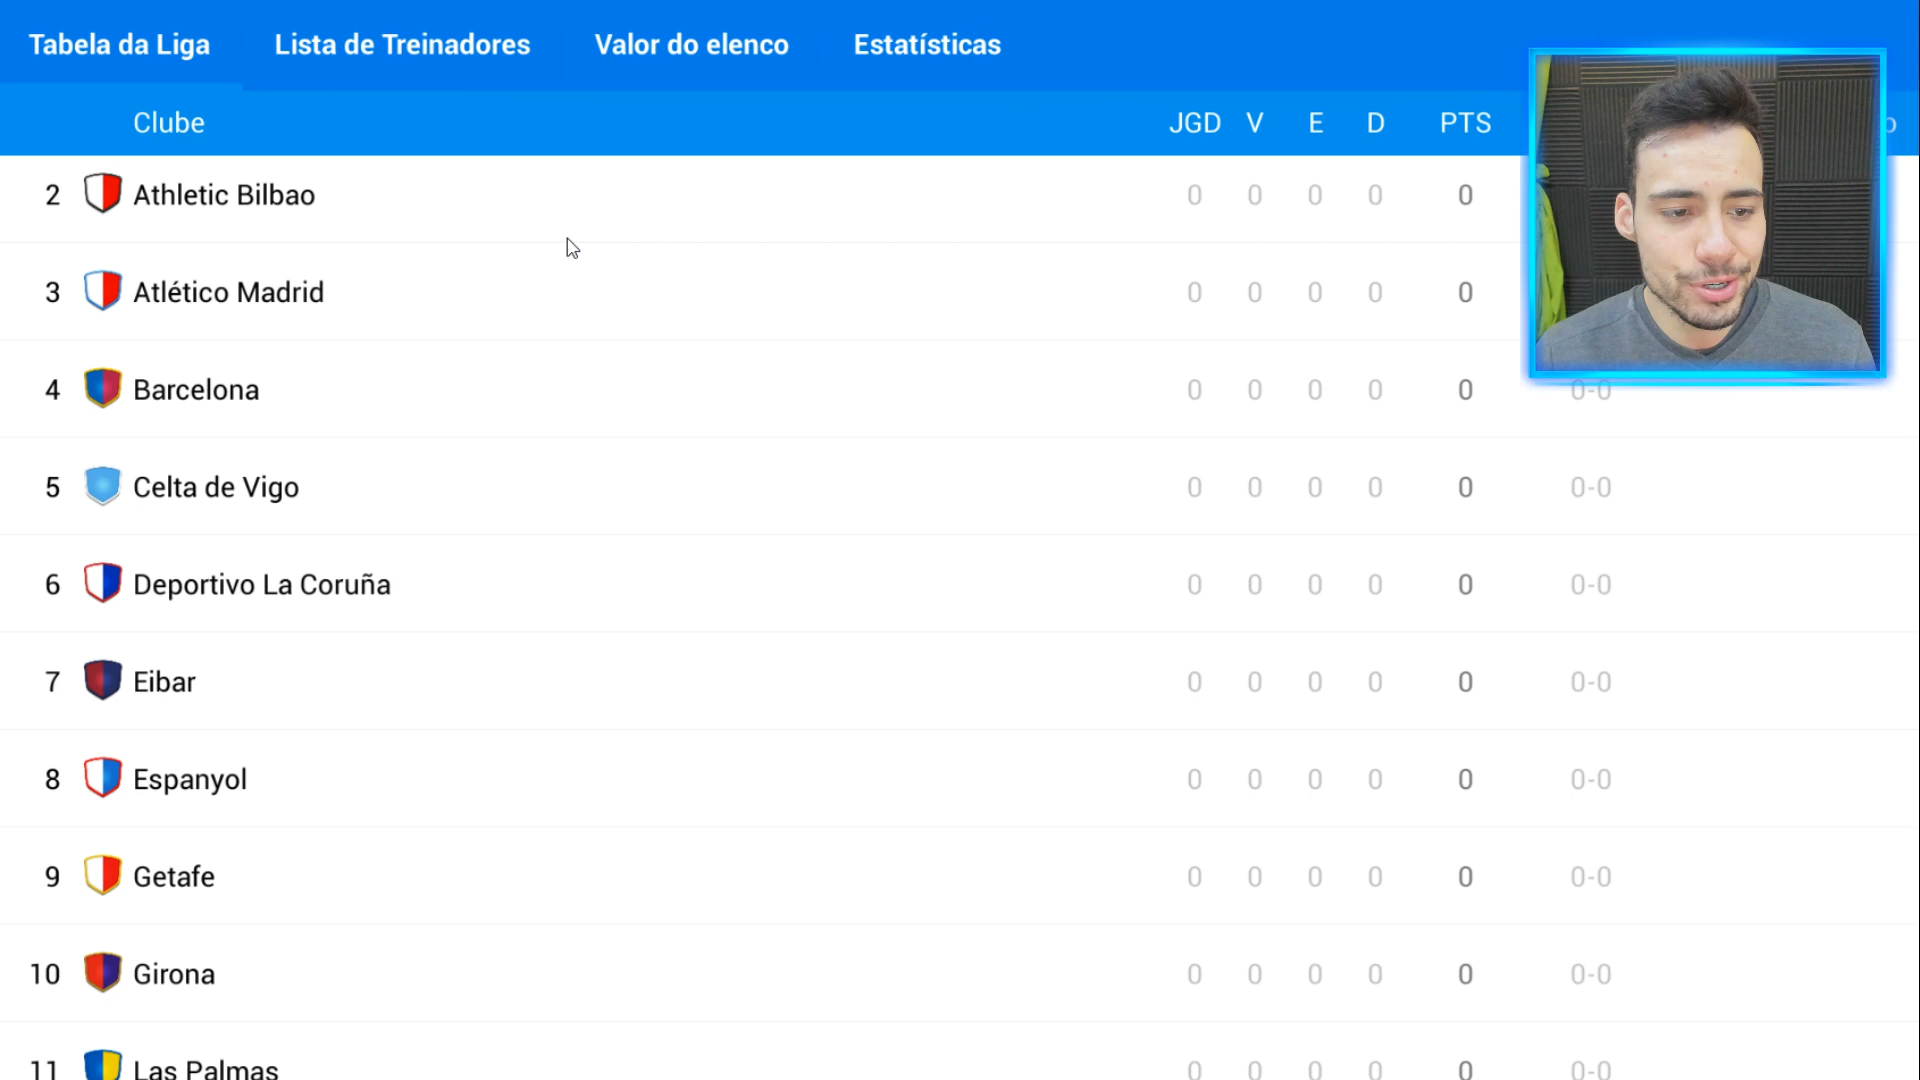 Tabela da Liga Lista de Treinadores Valor do elenco Estatísticas
Clube JGD V E D PTS
2 Athletic Bilbao 0 0 0 0 0
3 Atlético Madrid 0 0 0 0 0
4 Barcelona 0 0 0 0 0 0-0
5 Celta de Vigo 0 0 0 0 0 0-0
6 Deportivo La Coruña 0 0 0 0 0 0-0
7 Eibar 0 0 0 0 0 0-0
8 Espanyol 0 0 0 0 0 0-0
9 Getafe 0 0 0 0 0 0-0
10 Girona 0 0 0 0 0 0-0
11 Las Palmas 0 0 0 0 0 0-0